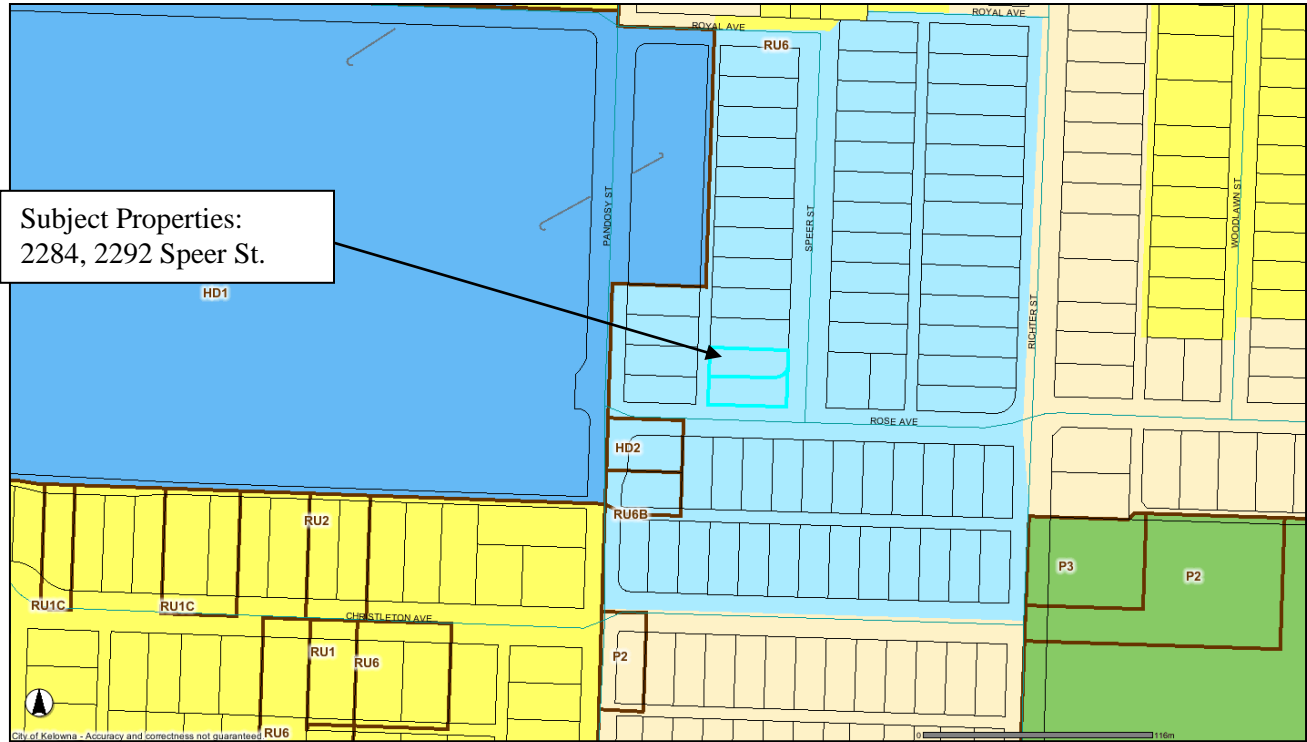 ROYAL AVE
ROYAL AVE
RU6
PANDOSY ST
SPEER ST
WOODLAWN ST
Subject Properties:
2284, 2292 Speer St.
HD1
RICHTER ST
ROSE AVE
HD2
RU6B
RU2
P3
P2
RU1C
RU1C
CHRISTLETON AVE
RU1
RU6
P2
RU6
City of Kelowna - Accuracy and correctness not guaranteed
0
116m